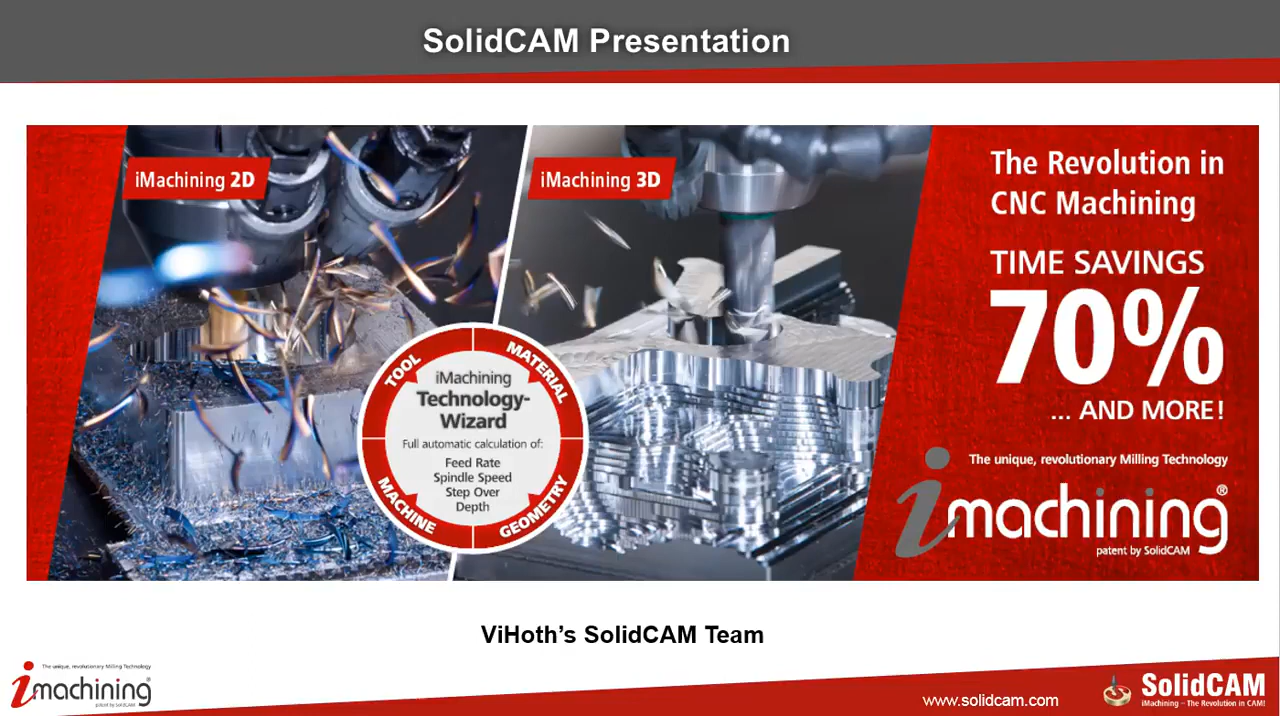 SolidCAM Presentation
iMachining 2D
iMachining 3D
The Revolution in
CNC Machining
TIME SAVINGS
70%
... AND MORE!
TOOL
MATERIAL
iMachining
Technology-
Wizard
Full automatic calculation of:
Feed Rate
Spindle Speed
Step Over
Depth
MACHINE
GEOMETRY
The unique, revolutionary Milling Technology
imachining®
patent by SolidCAM
ViHoth’s SolidCAM Team
The unique, revolutionary Milling Technology
imachining®
patent by SolidCAM
www.solidcam.com
SolidCAM
iMachining – The Revolution in CAM!